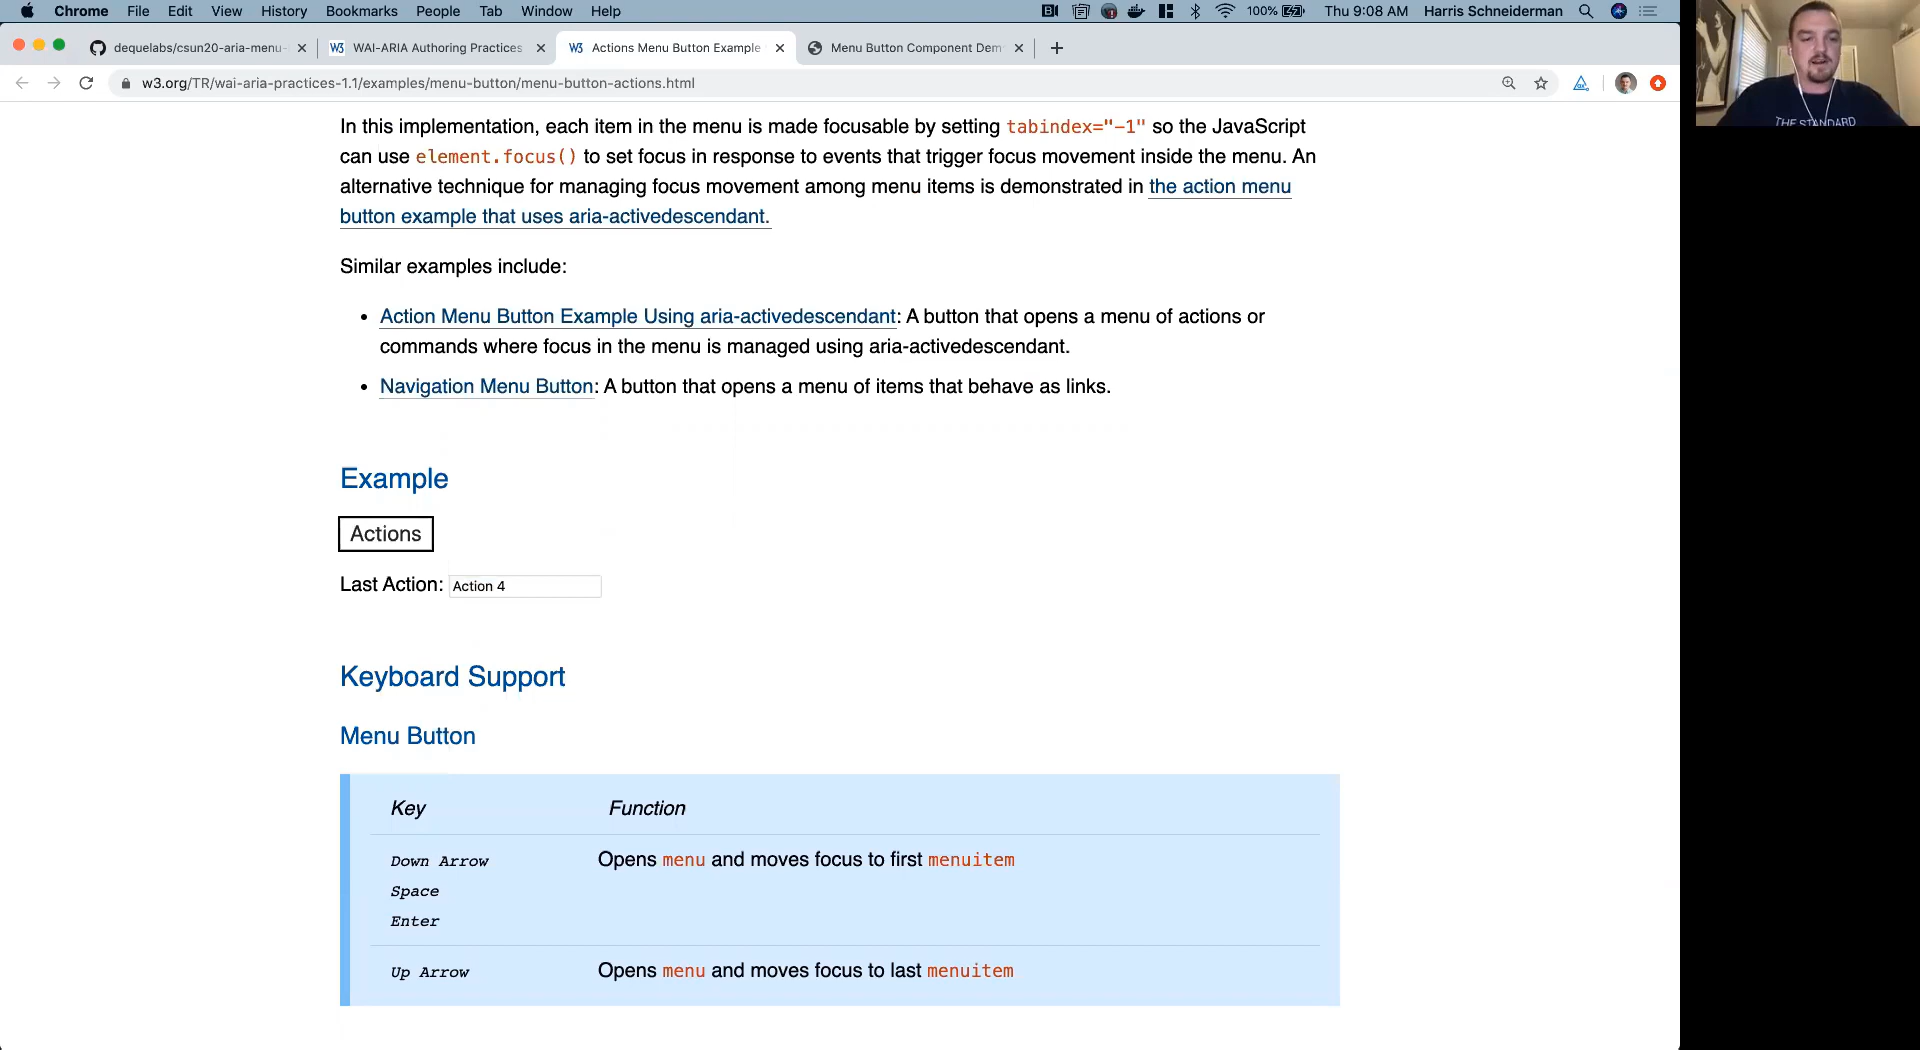 Chrome File Edit View History Bookmarks People Tab Window Help 100% Thu 9:08 AM Harris Schneiderman
dequelabs/csun20-aria-menu- WAI-ARIA Authoring Practices Actions Menu Button Example Menu Button Component Dem
w3.org/TR/wai-aria-practices-1.1/examples/menu-button/menu-button-actions.html
THE STANDARD
In this implementation, each item in the menu is made focusable by setting tabindex="-1" so the JavaScript
can use element.focus() to set focus in response to events that trigger focus movement inside the menu. An
alternative technique for managing focus movement among menu items is demonstrated in the action menu
button example that uses aria-activedescendant.
Similar examples include:
• Action Menu Button Example Using aria-activedescendant: A button that opens a menu of actions or
commands where focus in the menu is managed using aria-activedescendant.
• Navigation Menu Button: A button that opens a menu of items that behave as links.
Example
Actions
Last Action: Action 4
Keyboard Support
Menu Button
Key Function
Down Arrow Opens menu and moves focus to first menuitem
Space
Enter
Up Arrow Opens menu and moves focus to last menuitem